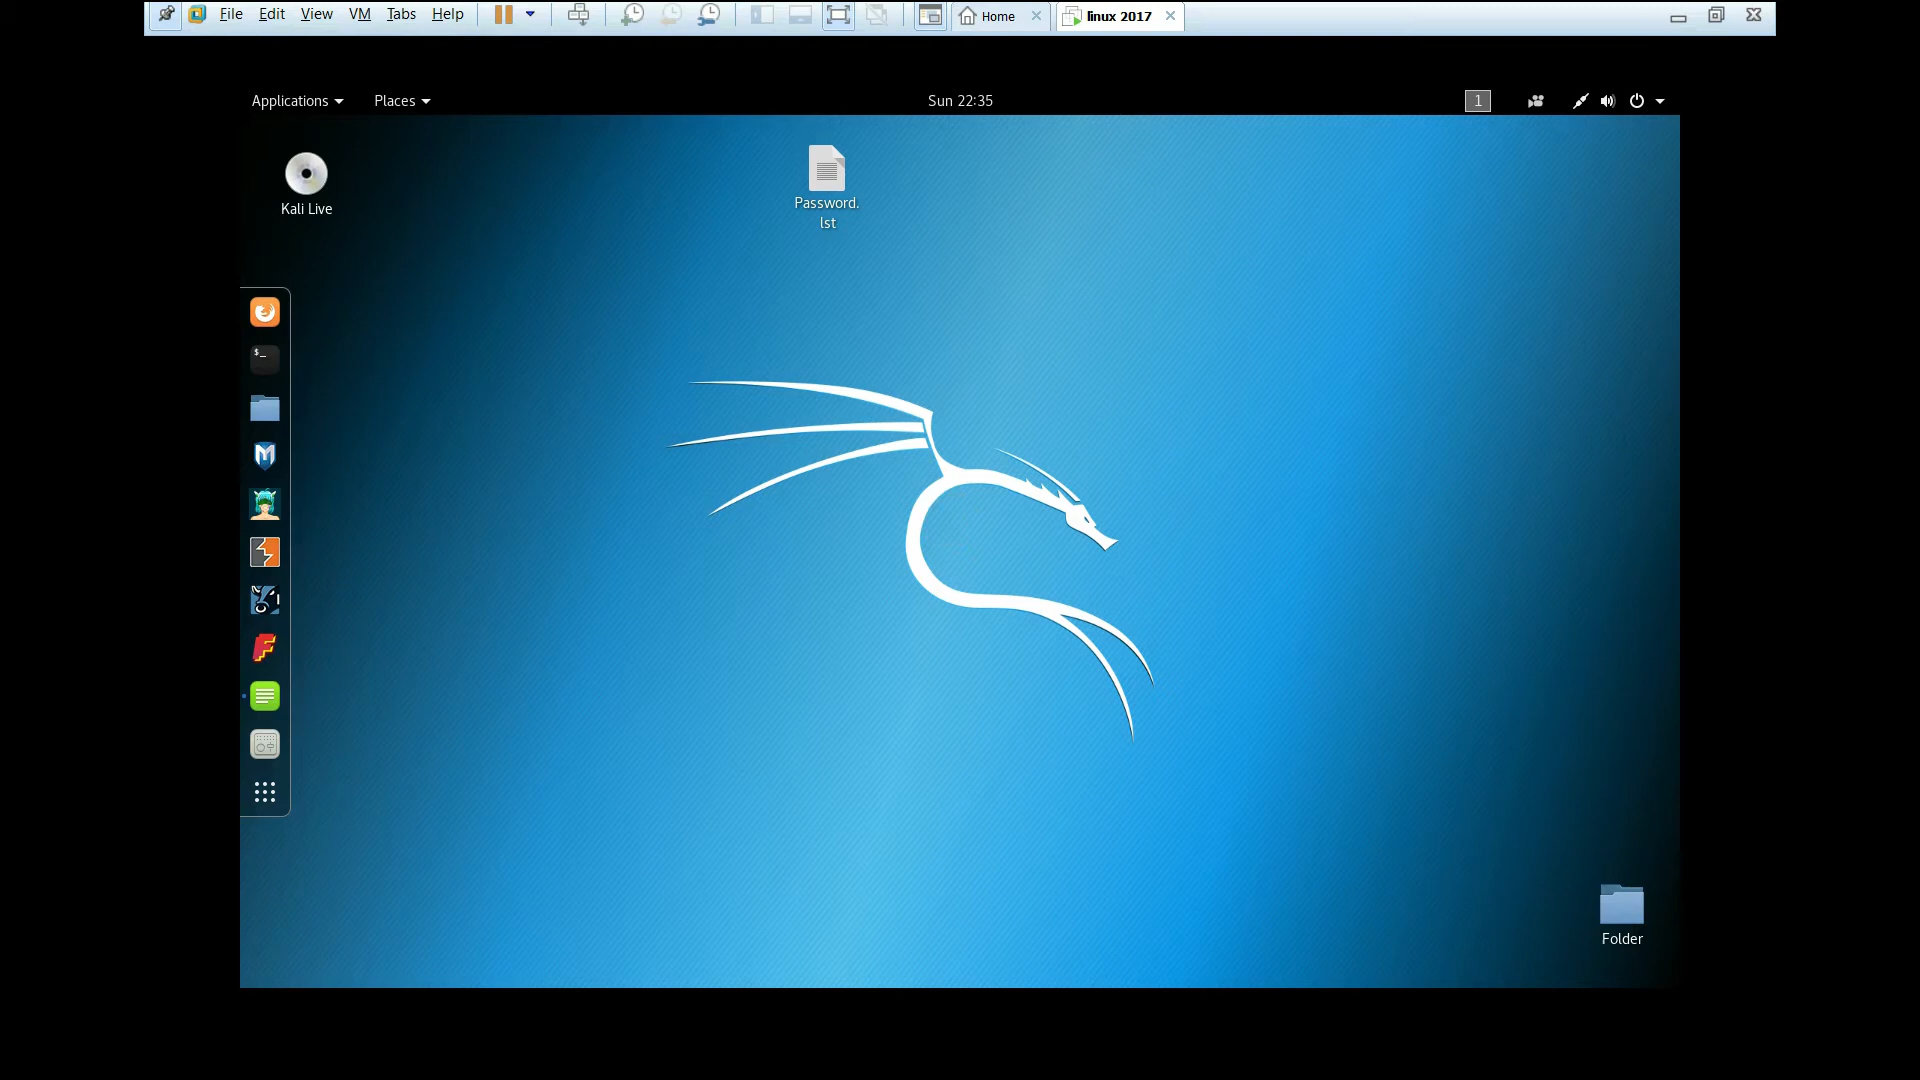 File Edit View VM Tabs Help Home linux 2017
Applications Places Sun 22:35 1
Kali Live
Password.
lst
$_
Folder